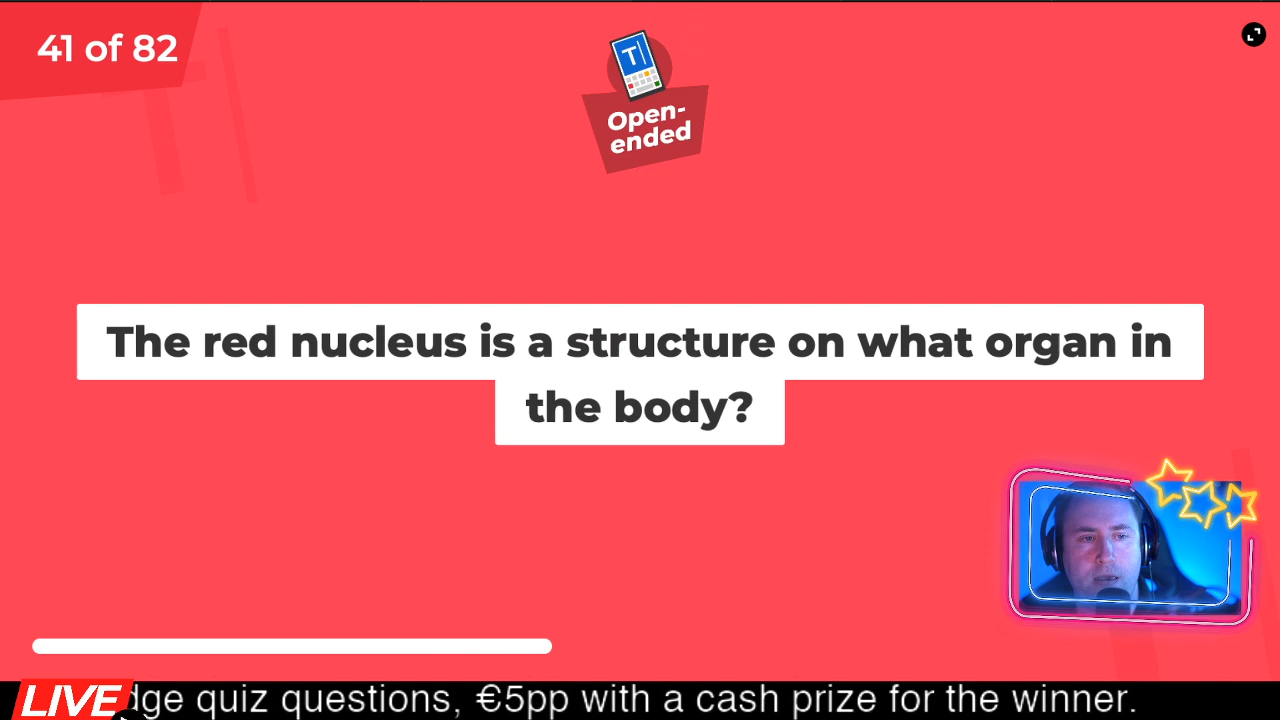 41 of 82
T
Open-
ended
The red nucleus is a structure on what organ in
the body?
LIVE
quiz questions, €5pp with a cash prize for the winner.